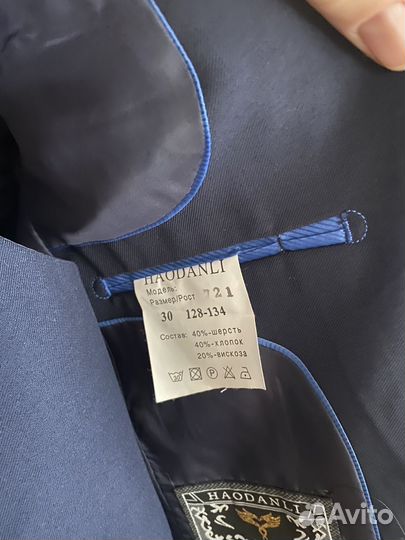 HAODANLI
Модель:
Размер/Рост 721
30 128-134
Состав: 40%-шерсть
40%-хлопок
20%-вискоза
HAODANLI
Avito